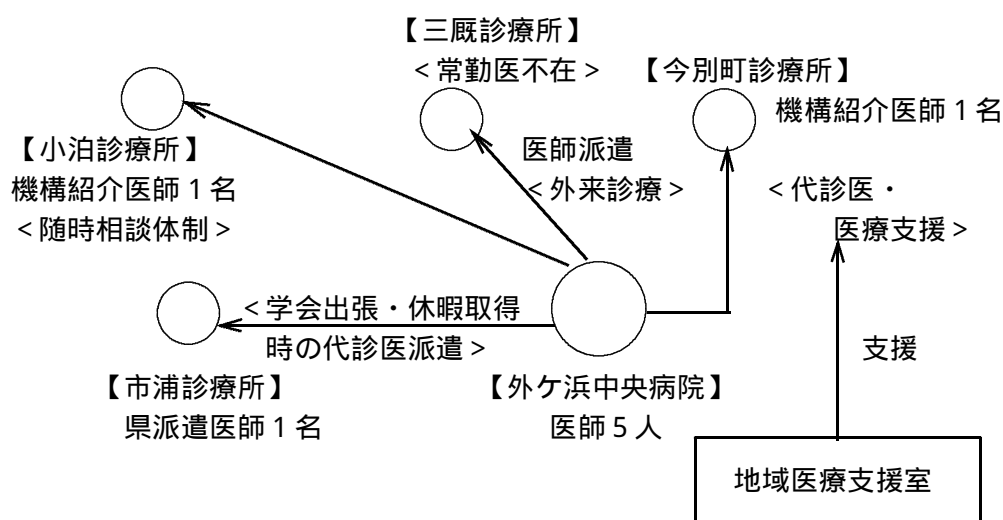 【三厩診療所】
<常勤医不在>
【今別町診療所】
機構紹介医師1名
【小泊診療所】
機構紹介医師1名
<随時相談体制>
医師派遣
<外来診療>
<代診医・
医療支援>
<学会出張・休暇取得
時の代診医派遣>
支援
【市浦診療所】
県派遣医師1名
【外ケ浜中央病院】
医師5人
地域医療支援室